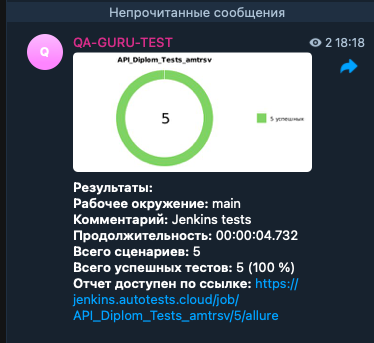 Непрочитанные сообщения
QA-GURU-TEST
2 18:18
Q
API_Diplom_Tests_amtrsv
5
5 успешных
Результаты:
Рабочее окружение: main
Комментарий: Jenkins tests
Продолжительность: 00:00:04.732
Всего сценариев: 5
Всего успешных тестов: 5 (100 %)
Отчет доступен по ссылке: https://
jenkins.autotests.cloud/job/
API_Diplom_Tests_amtrsv/5/allure